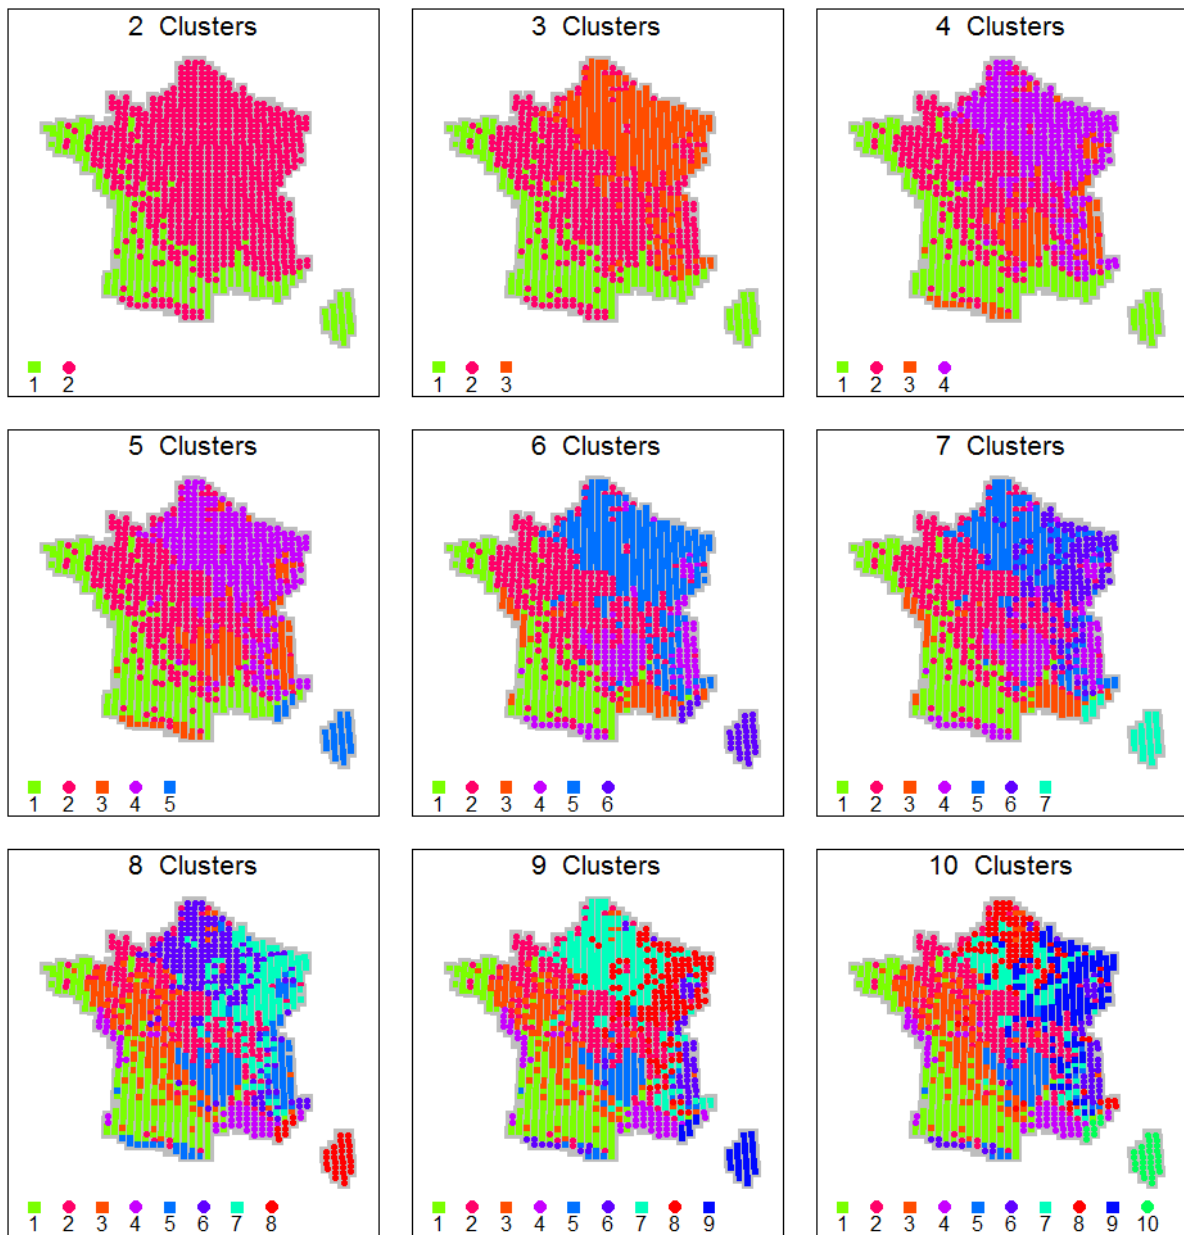 2 Clusters
1 2
3 Clusters
1 2 3
4 Clusters
1 2 3 4
5 Clusters
1 2 3 4 5
6 Clusters
1 2 3 4 5 6
7 Clusters
1 2 3 4 5 6 7
8 Clusters
1 2 3 4 5 6 7 8
9 Clusters
1 2 3 4 5 6 7 8 9
10 Clusters
1 2 3 4 5 6 7 8 9 10